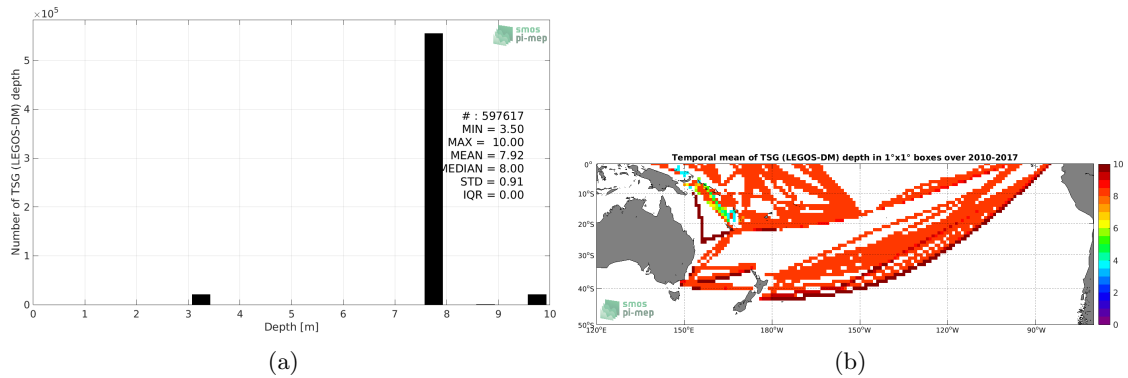 ×10⁵
smos
pi-mep
5
4
3
2
1
0
Number of TSG (LEGOS-DM) depth
# : 597617
MIN = 3.50
MAX = 10.00
MEAN = 7.92
MEDIAN = 8.00
STD = 0.91
IQR = 0.00
0 1 2 3 4 5 6 7 8 9 10
Depth [m]
(a)
Temporal mean of TSG (LEGOS-DM) depth in 1°x1° boxes over 2010-2017
0°
10°S
20°S
30°S
40°S
50°S
120°E 150°E 180°W 150°W 120°W 90°W
smos
pi-mep
10
8
6
4
2
0
(b)